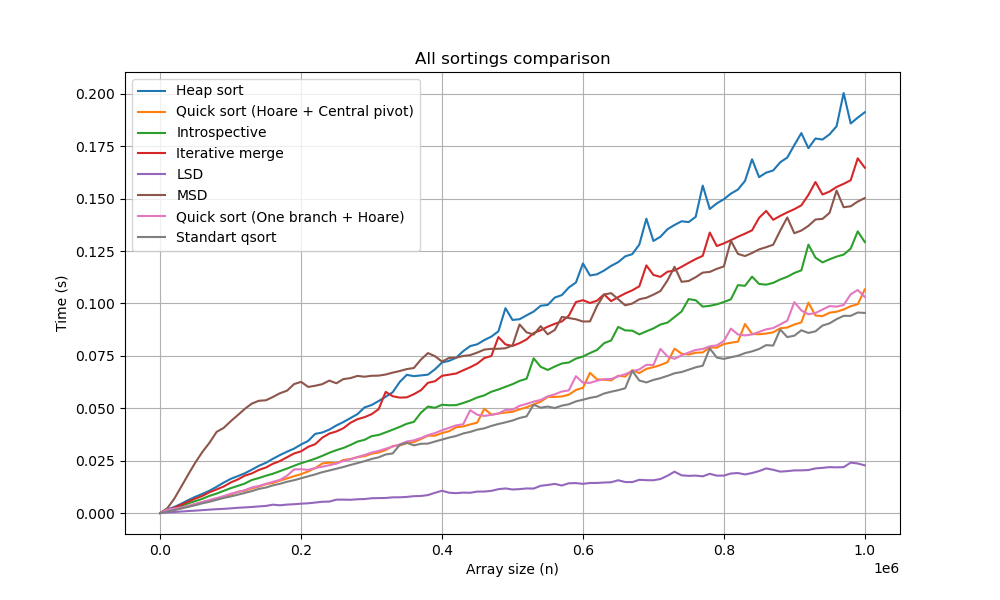 All sortings comparison
Heap sort
Quick sort (Hoare + Central pivot)
Introspective
Iterative merge
LSD
MSD
Quick sort (One branch + Hoare)
Standart qsort
Time (s)
0.200
0.175
0.150
0.125
0.100
0.075
0.050
0.025
0.000
0.0 0.2 0.4 0.6 0.8 1.0
1e6
Array size (n)